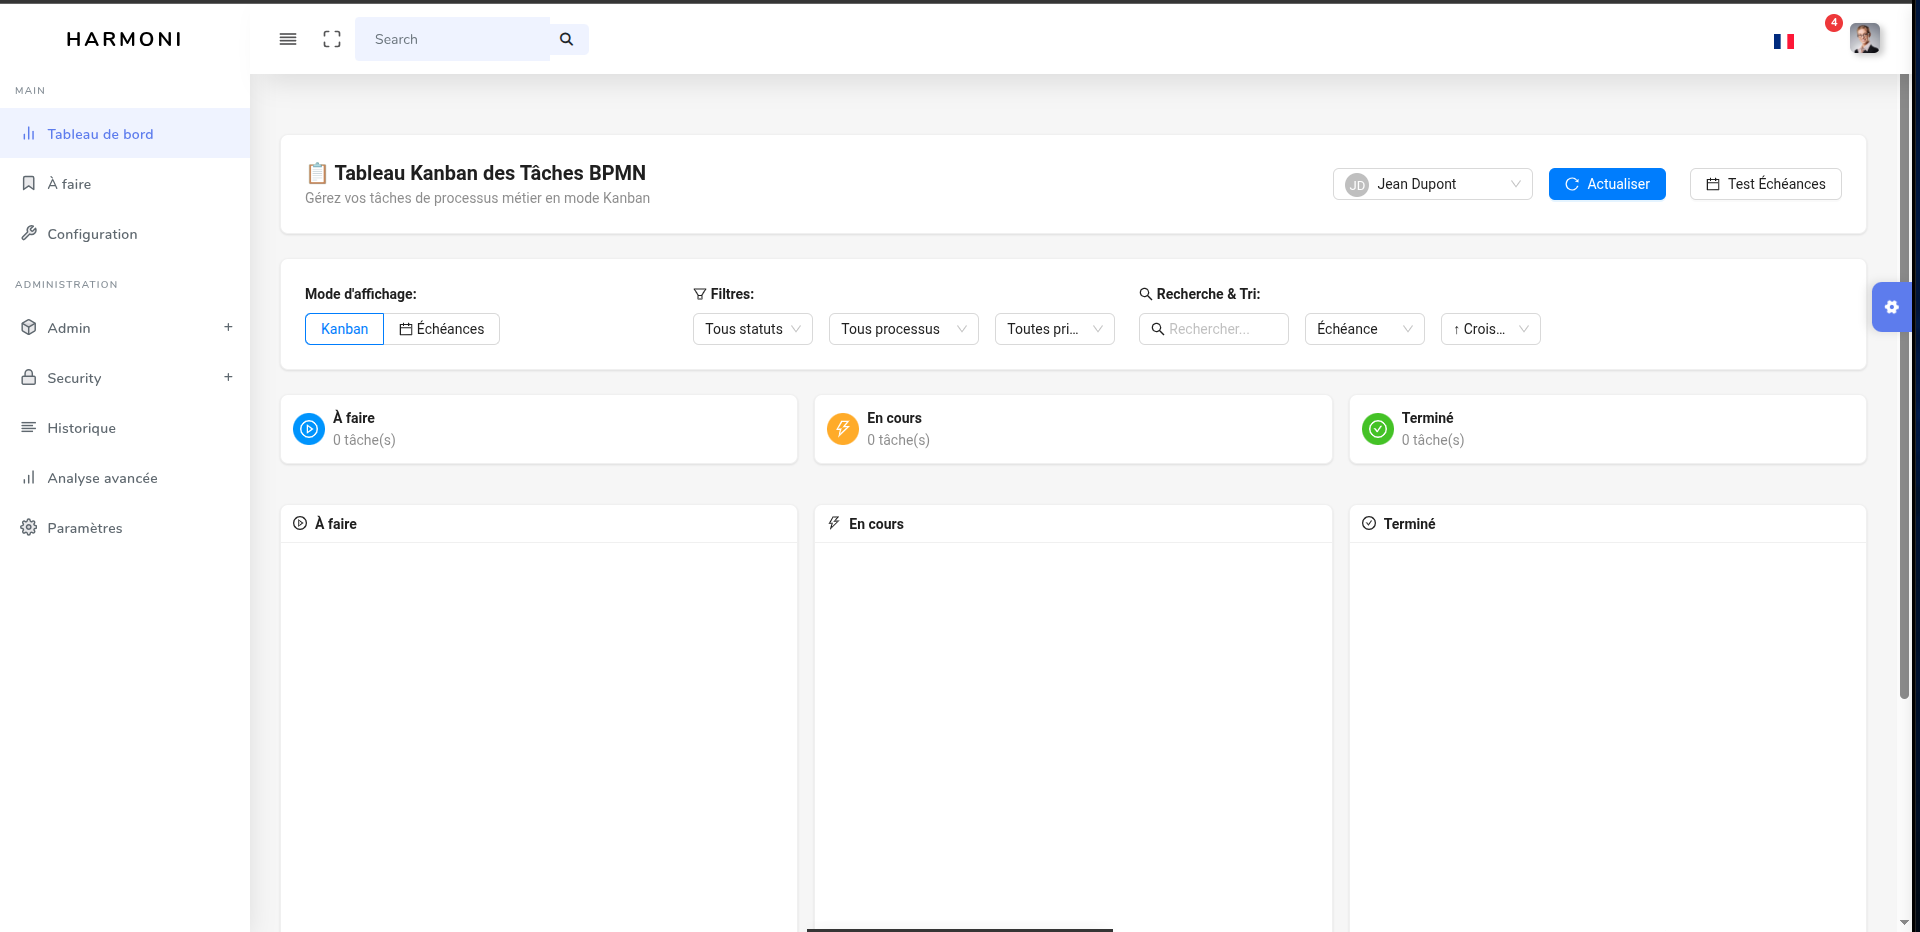 HARMONI
Search
4
MAIN
Tableau de bord
À faire
Configuration
ADMINISTRATION
Admin +
Security +
Historique
Analyse avancée
Paramètres
📋 Tableau Kanban des Tâches BPMN
Gérez vos tâches de processus métier en mode Kanban
JD Jean Dupont
Actualiser
Test Échéances
Mode d'affichage:
Kanban
Échéances
Filtres:
Tous statuts
Tous processus
Toutes pri...
Recherche & Tri:
Rechercher...
Échéance
↑ Crois...
À faire
0 tâche(s)
En cours
0 tâche(s)
Terminé
0 tâche(s)
À faire
En cours
Terminé